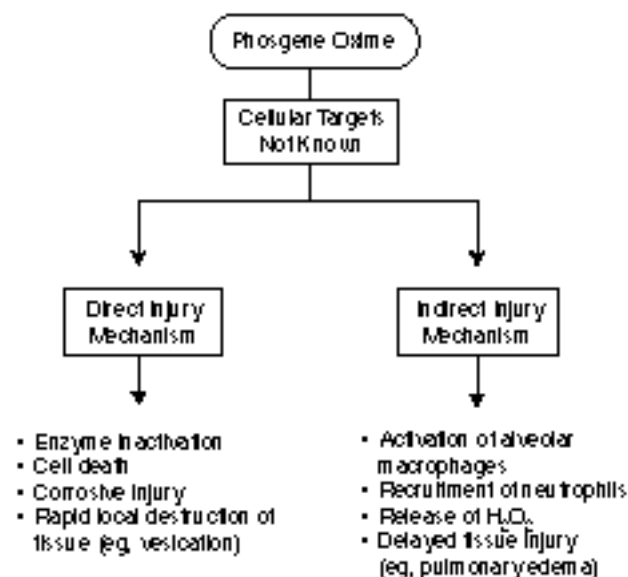 Phosgene Oxime
Cellular Targets
Not Known
Direct Injury
Mechanism
• Enzyme inactivation
• Cell death
• Corrosive injury
• Rapid local destruction of
tissue (eg, vesication)
Indirect Injury
Mechanism
• Activation of alveolar
macrophages
• Recruitment of neutrophils
• Release of H₂O₂
• Delayed tissue injury
(eg, pulmonary edema)